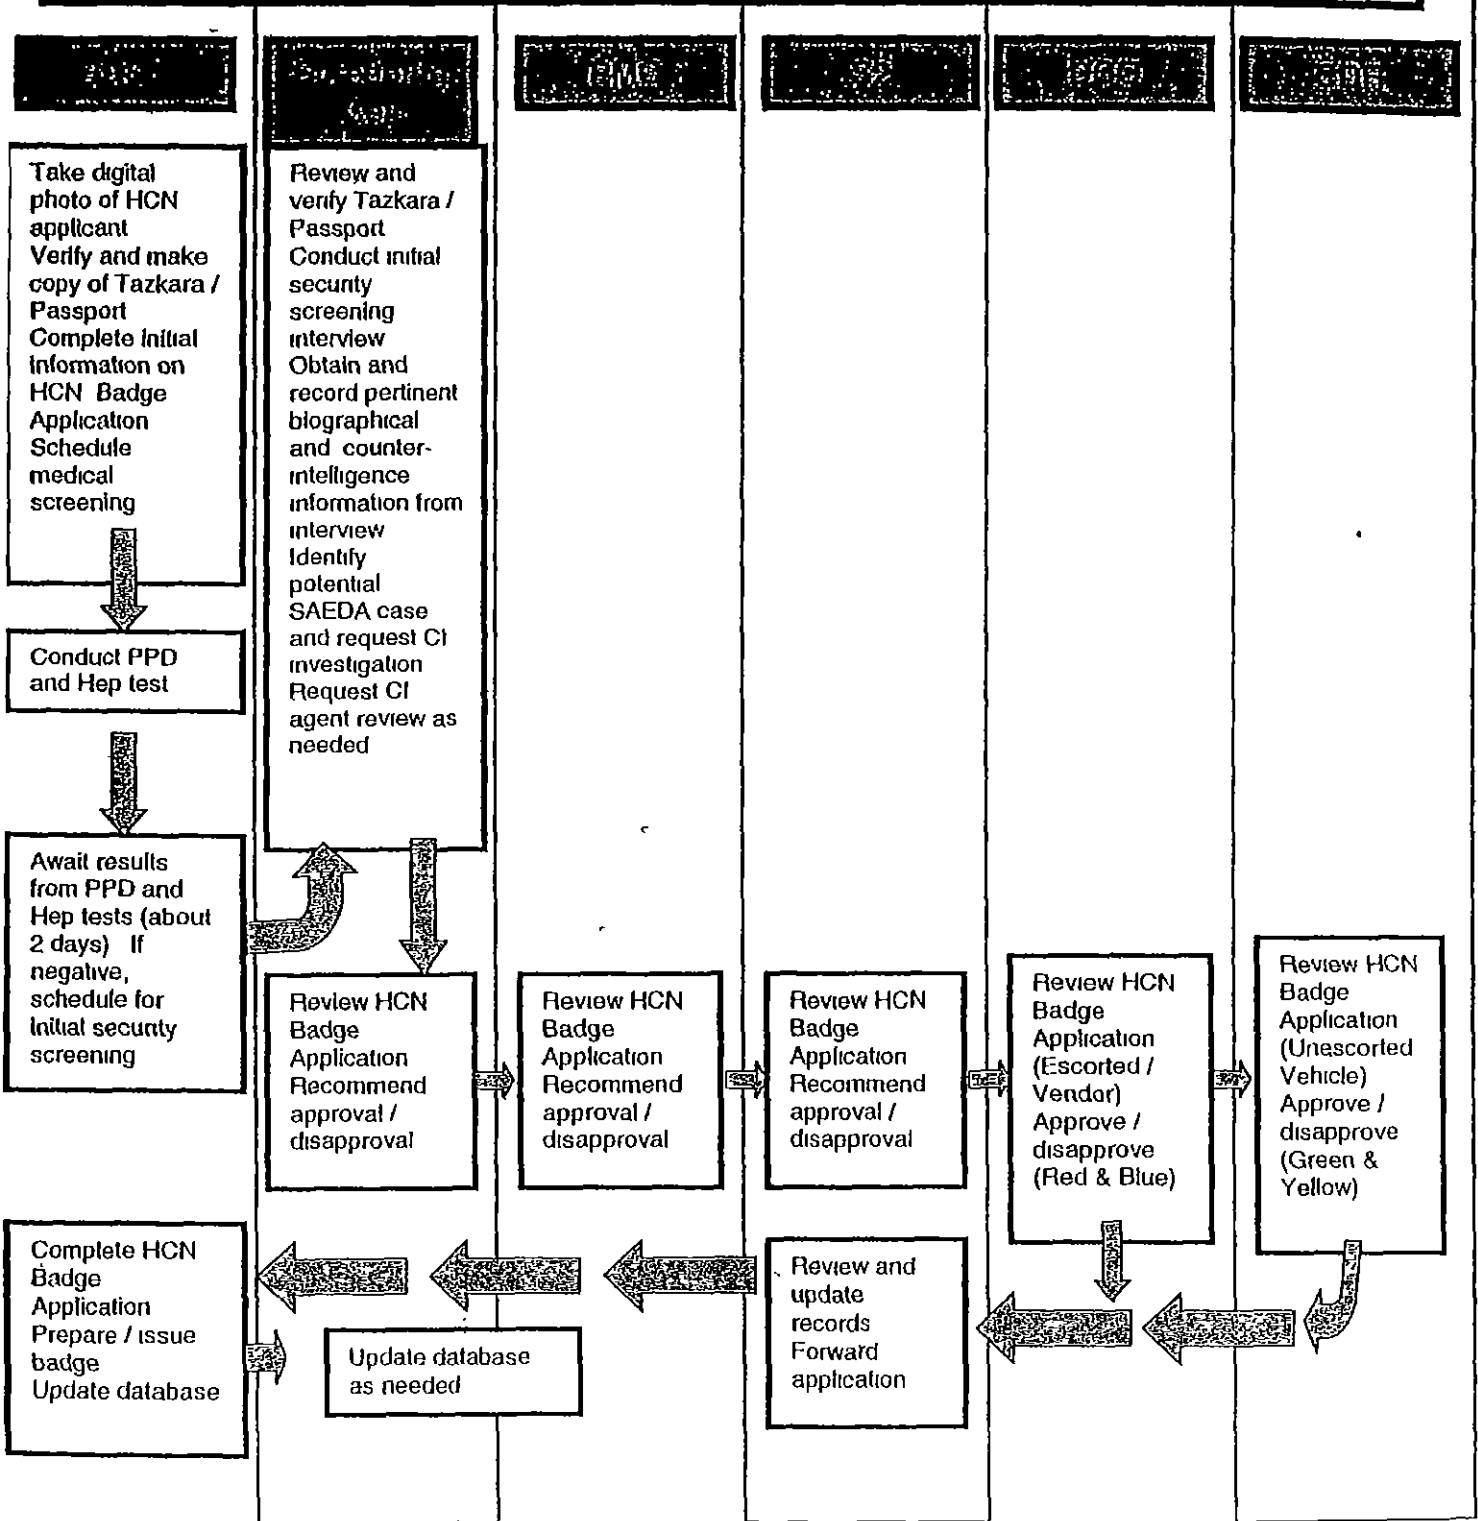 Take digital
photo of HCN
applicant
Verify and make
copy of Tazkara /
Passport
Complete initial
Information on
HCN Badge
Application
Schedule
medical
screening
Conduct PPD
and Hep test
Await results
from PPD and
Hep tests (about
2 days) If
negative,
schedule for
initial security
screening
Complete HCN
Badge
Application
Prepare / issue
badge
Update database
Review and
verify Tazkara /
Passport
Conduct initial
security
screening
interview
Obtain and
record pertinent
biographical
and counter-
intelligence
information from
interview
Identify
potential
SAEDA case
and request CI
investigation
Request CI
agent review as
needed
Review HCN
Badge
Application
Recommend
approval /
disapproval
Update database
as needed
Review HCN
Badge
Application
Recommend
approval /
disapproval
Review HCN
Badge
Application
Recommend
approval /
disapproval
Review and
update
records
Forward
application
Review HCN
Badge
Application
(Escorted /
Vendor)
Approve /
disapprove
(Red & Blue)
Review HCN
Badge
Application
(Unescorted
Vehicle)
Approve /
disapprove
(Green &
Yellow)